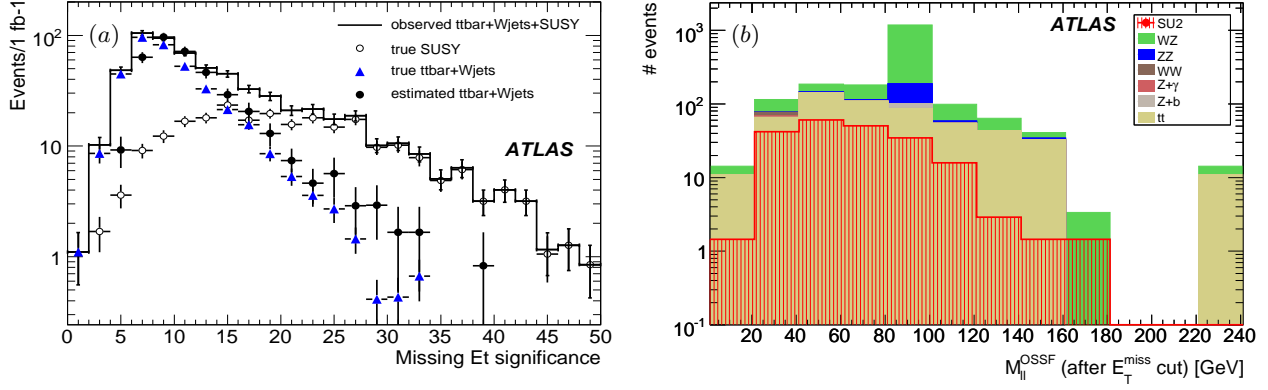 Events/1 fb-1
10²
10
1
(a)
observed ttbar+Wjets+SUSY
true SUSY
true ttbar+Wjets
estimated ttbar+Wjets
ATLAS
0 5 10 15 20 25 30 35 40 45 50
Missing Et significance
# events
10³
10²
10
1
10⁻¹
(b)
ATLAS
SU2
WZ
ZZ
WW
Z+γ
Z+b
tt
20 40 60 80 100 120 140 160 180 200 220 240
M_ll^OSSF (after E_T^miss cut) [GeV]